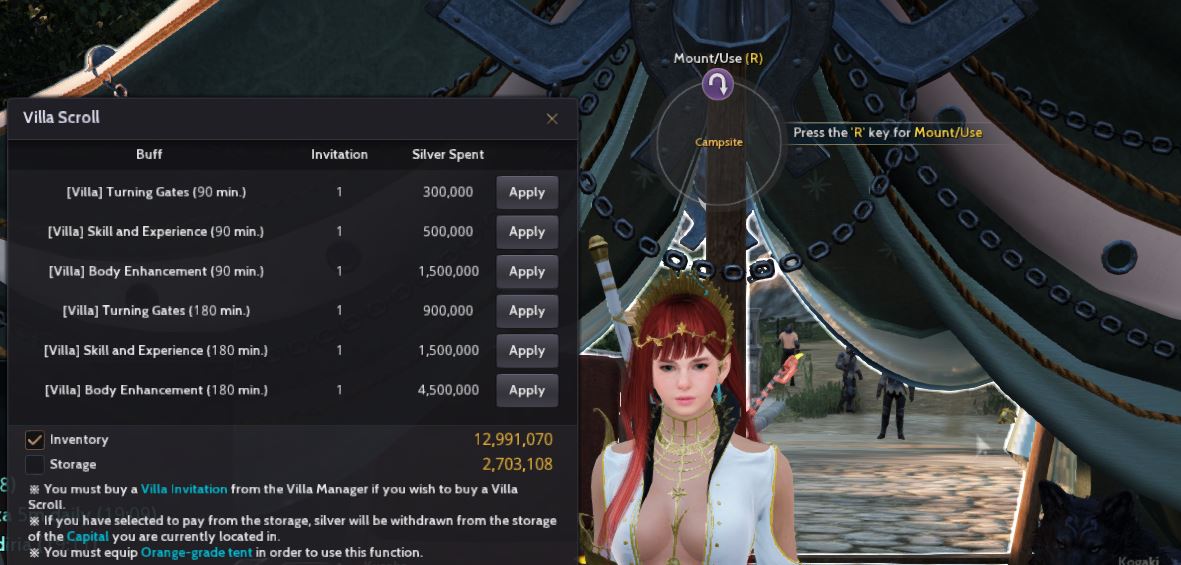 Mount/Use (R)
Campsite
Press the 'R' key for Mount/Use
Villa Scroll
Buff Invitation Silver Spent
[Villa] Turning Gates (90 min.) 1 300,000 Apply
[Villa] Skill and Experience (90 min.) 1 500,000 Apply
[Villa] Body Enhancement (90 min.) 1 1,500,000 Apply
[Villa] Turning Gates (180 min.) 1 900,000 Apply
[Villa] Skill and Experience (180 min.) 1 1,500,000 Apply
[Villa] Body Enhancement (180 min.) 1 4,500,000 Apply
Inventory 12,991,070
Storage 2,703,108
※ You must buy a Villa Invitation from the Villa Manager if you wish to buy a Villa
Scroll.
※ If you have selected to pay from the storage, silver will be withdrawn from the storage
of the Capital you are currently located in.
※ You must equip Orange-grade tent in order to use this function.
Kogaki